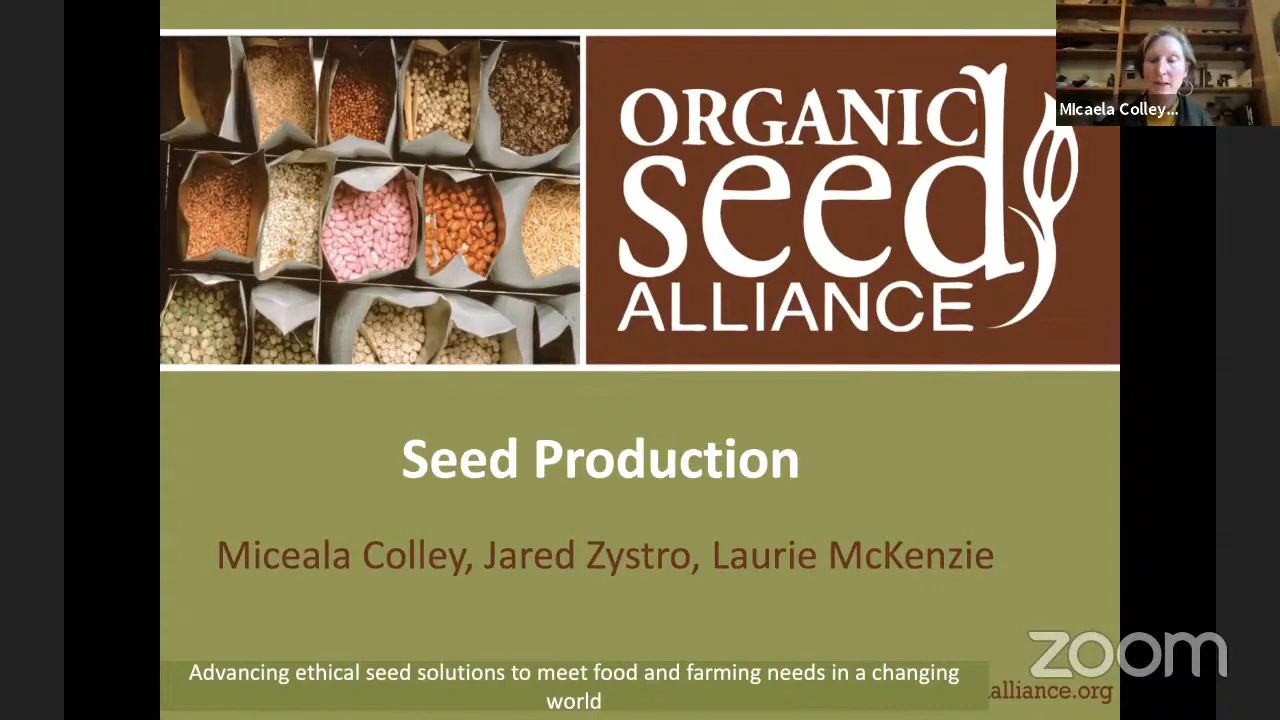 ORGANIC
seed
ALLIANCE
MIcaela Colley...
Seed Production
Miceala Colley, Jared Zystro, Laurie McKenzie
Advancing ethical seed solutions to meet food and farming needs in a changing
world
alliance.org
zoom